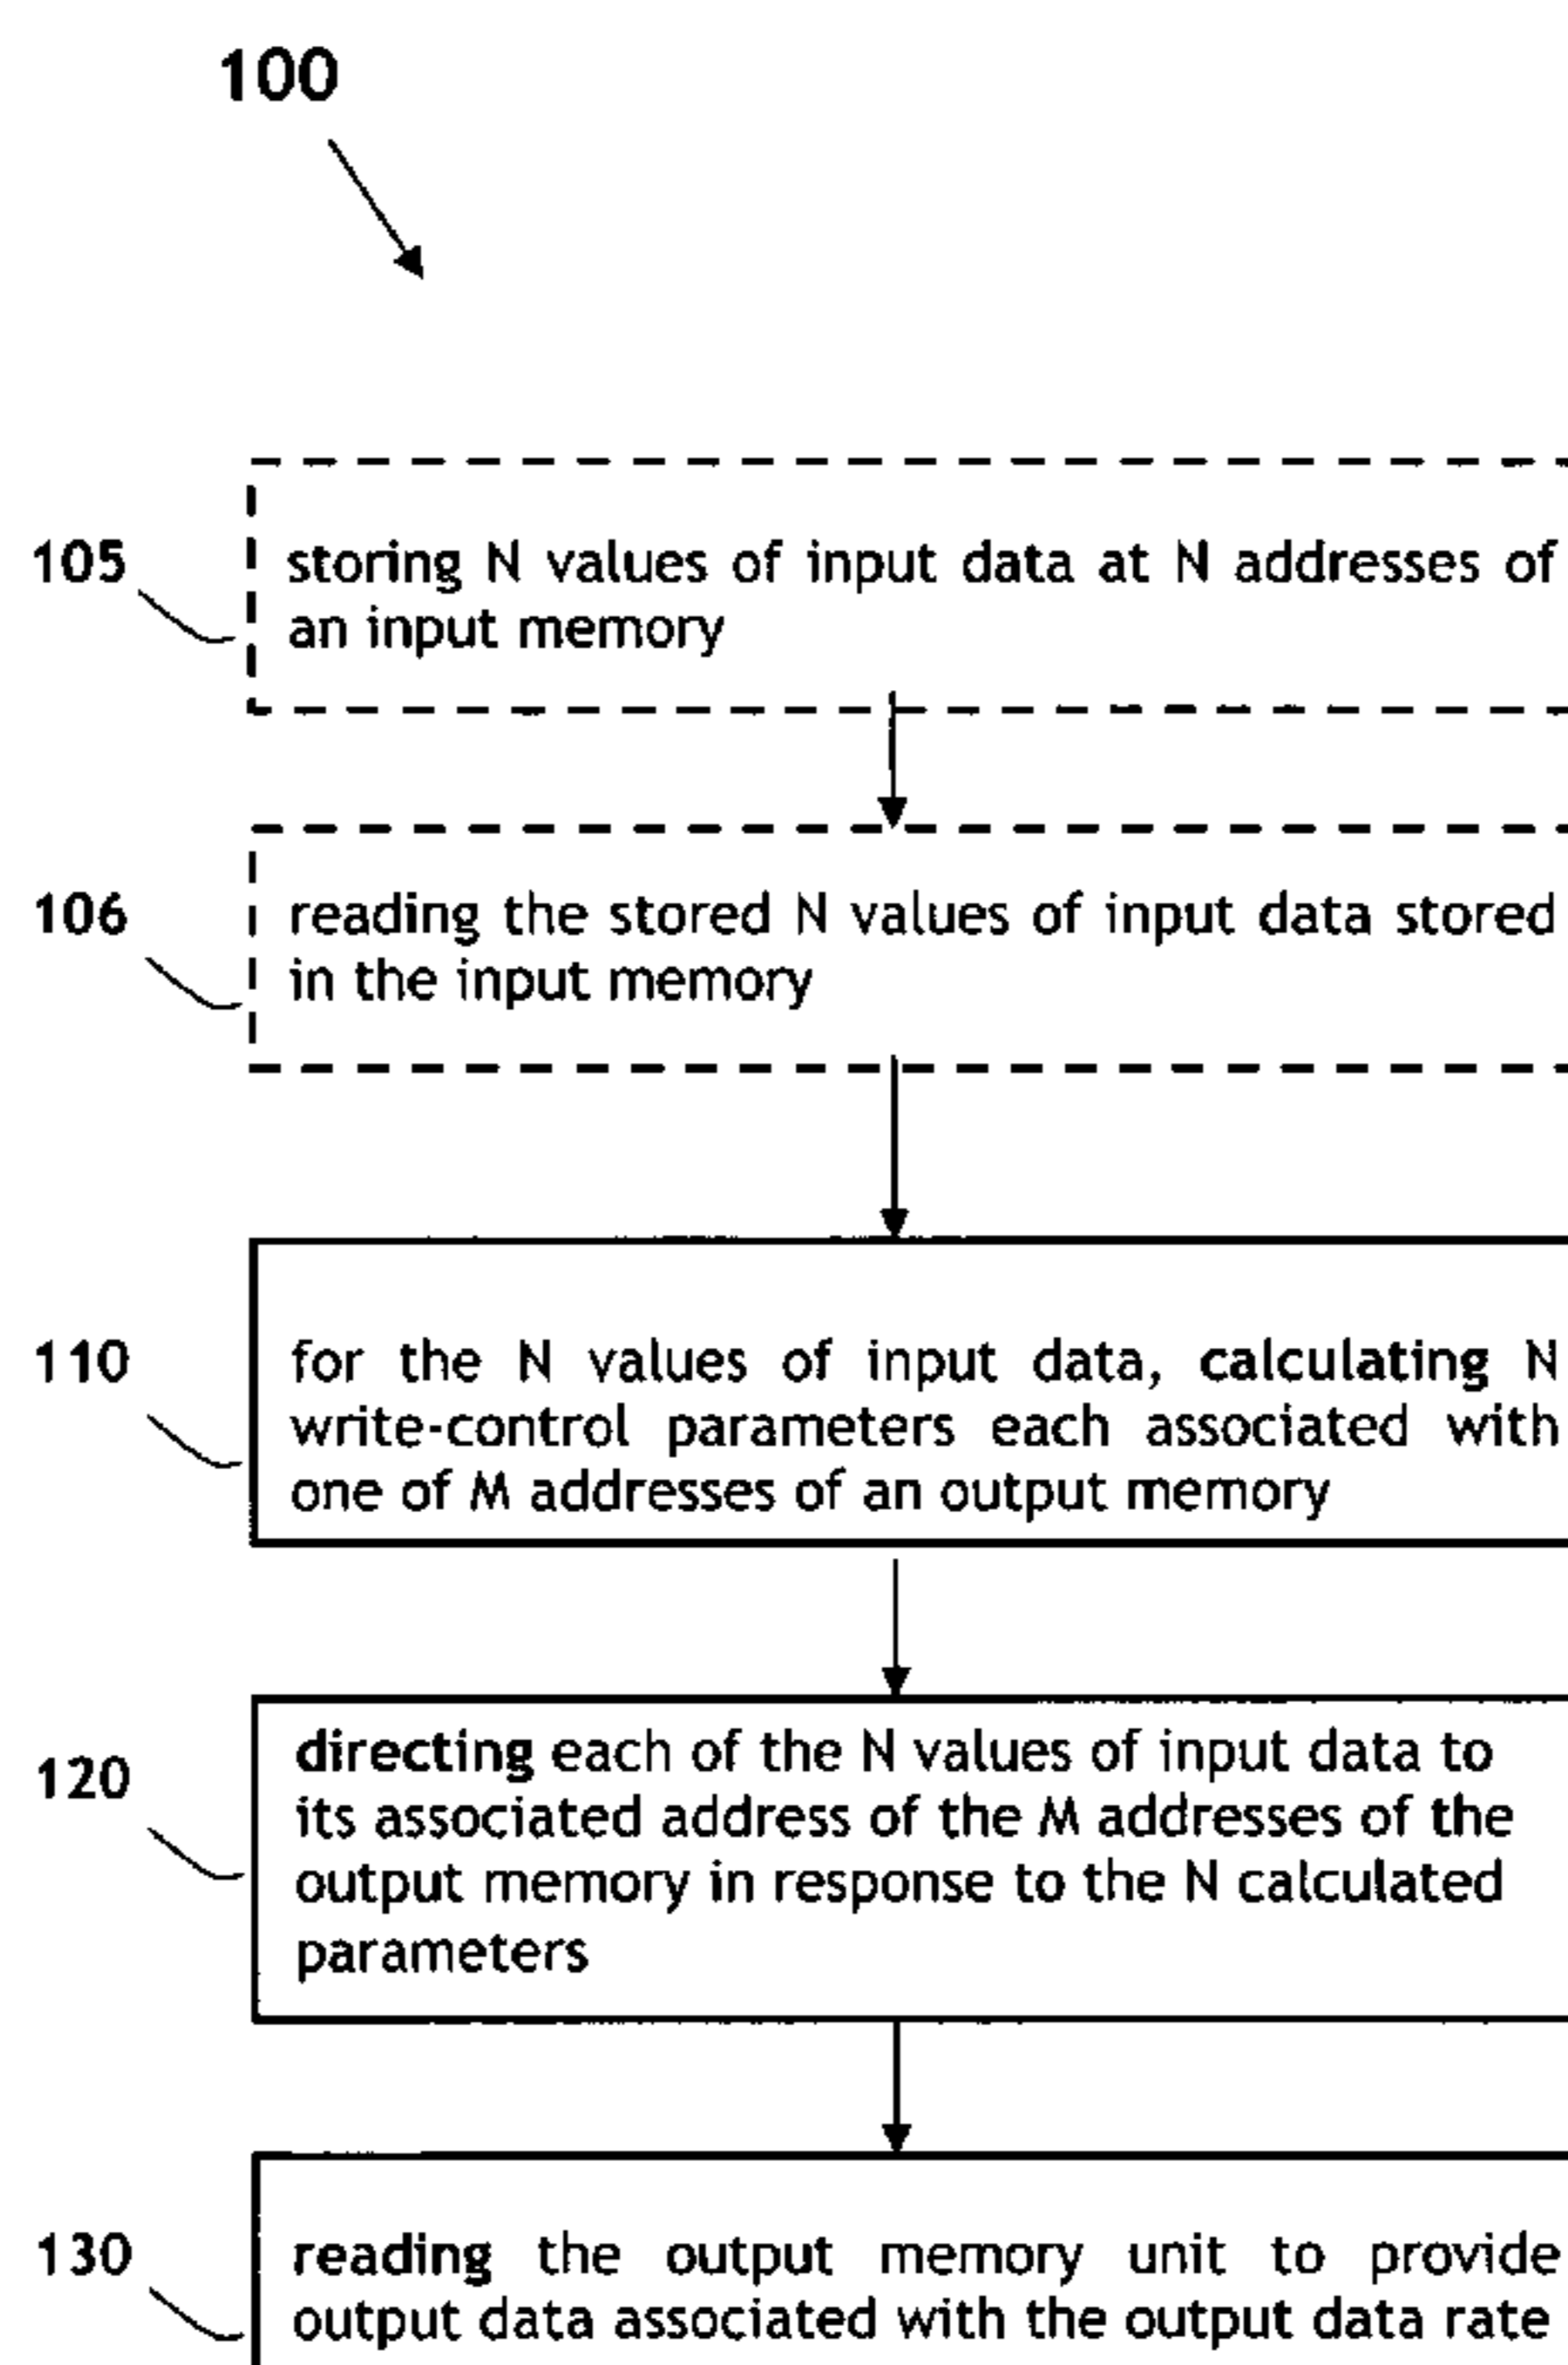 100
105
storing N values of input data at N addresses of
an input memory
106
reading the stored N values of input data stored
in the input memory
110
for the N values of input data, calculating N
write-control parameters each associated with
one of M addresses of an output memory
120
directing each of the N values of input data to
its associated address of the M addresses of the
output memory in response to the N calculated
parameters
130
reading the output memory unit to provide
output data associated with the output data rate